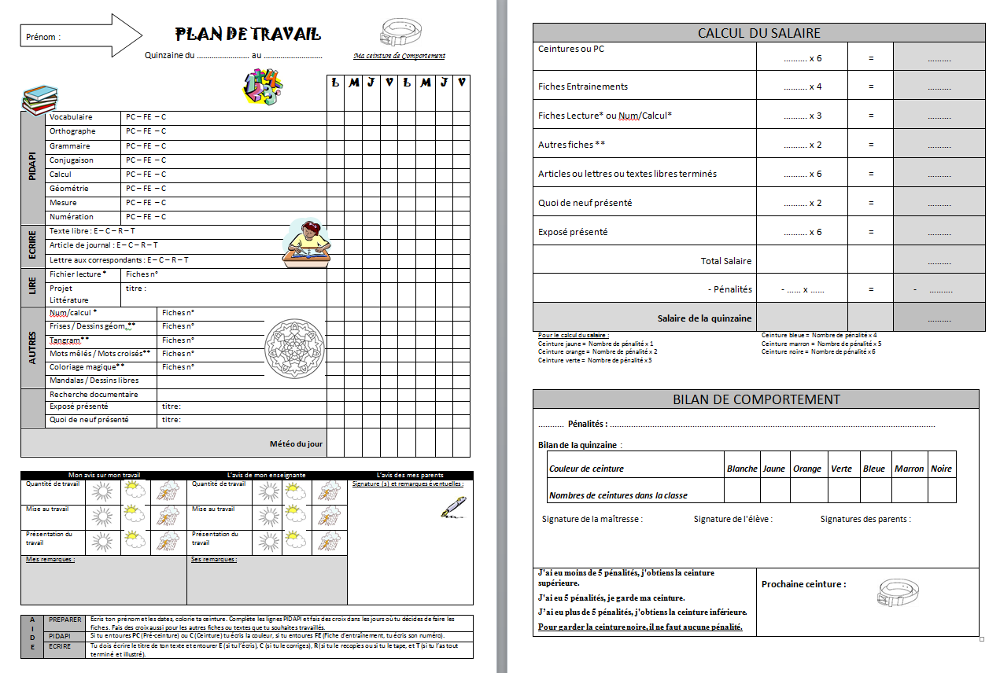 Prénom :
PLAN DE TRAVAIL
Quinzaine du ……………………. au ……………………….
Ma ceinture de Comportement
L M J V L M J V
PIDAPI
Vocabulaire PC – FE – C
Orthographe PC – FE – C
Grammaire PC – FE – C
Conjugaison PC – FE – C
Calcul PC – FE – C
Géométrie PC – FE – C
Mesure PC – FE – C
Numération PC – FE – C
ECRIRE
Texte libre : E – C – R – T
Article de journal : E – C – R – T
Lettre aux correspondants : E – C – R – T
LIRE
Fichier lecture * Fiches n°
Projet titre :
Littérature
AUTRES
Num/calcul * Fiches n°
Frises / Dessins géom.** Fiches n°
Tangram** Fiches n°
Mots mêlés / Mots croisés** Fiches n°
Coloriage magique** Fiches n°
Mandalas / Dessins libres
Recherche documentaire
Exposé présenté titre:
Quoi de neuf présenté titre:
Météo du jour
Mon avis sur mon travail L'avis de mon enseignante L'avis des mes parents
Quantité de travail Quantité de travail Signature (s) et remarques éventuelles :
Mise au travail Mise au travail
Présentation du Présentation du
travail travail
Mes remarques : Ses remarques :
AIDE
PREPARER Ecris ton prénom et les dates, colorie ta ceinture. Complète les lignes PIDAPI et fais des croix dans les jours où tu décides de faire les
fiches. Fais des croix aussi pour les autres fiches ou textes que tu souhaites travaillés.
PIDAPI Si tu entoures PC (Pré-ceinture) ou C (Ceinture) tu écris la couleur, si tu entoures FE (Fiche d'entraînement, tu écris son numéro).
ECRIRE Tu dois écrire le titre de ton texte et entourer E (si tu l'écris), C (si tu le corriges), R (si tu le recopies ou si tu le tape, et T (si tu l'as tout
terminé et illustré).
CALCUL DU SALAIRE
Ceintures ou PC ………. x 6 = ……….
Fiches Entrainements ………. x 4 = ……….
Fiches Lecture* ou Num/Calcul* ………. x 3 = ……….
Autres fiches ** ………. x 2 = ……….
Articles ou lettres ou textes libres terminés ………. x 6 = ……….
Quoi de neuf présenté ………. x 2 = ……….
Exposé présenté ………. x 6 = ……….
Total Salaire ……….
- Pénalités - …… x …… = - ……….
Salaire de la quinzaine ……….
Pour le calcul du salaire :
Ceinture jaune = Nombre de pénalité x 1
Ceinture orange = Nombre de pénalité x 2
Ceinture verte = Nombre de pénalité x 3
Ceinture bleue = Nombre de pénalité x 4
Ceinture marron = Nombre de pénalité x 5
Ceinture noire = Nombre de pénalité x 6
BILAN DE COMPORTEMENT
……….. Pénalités : ……………………………………………………………………………………………
Bilan de la quinzaine :
Couleur de ceinture Blanche Jaune Orange Verte Bleue Marron Noire
Nombres de ceintures dans la classe
Signature de la maîtresse : Signature de l'élève : Signatures des parents :
J'ai eu moins de 5 pénalités, j'obtiens la ceinture
supérieure.
J'ai eu 5 pénalités, je garde ma ceinture.
J'ai eu plus de 5 pénalités, j'obtiens la ceinture inférieure.
Pour garder la ceinture noire, il ne faut aucune pénalité.
Prochaine ceinture :